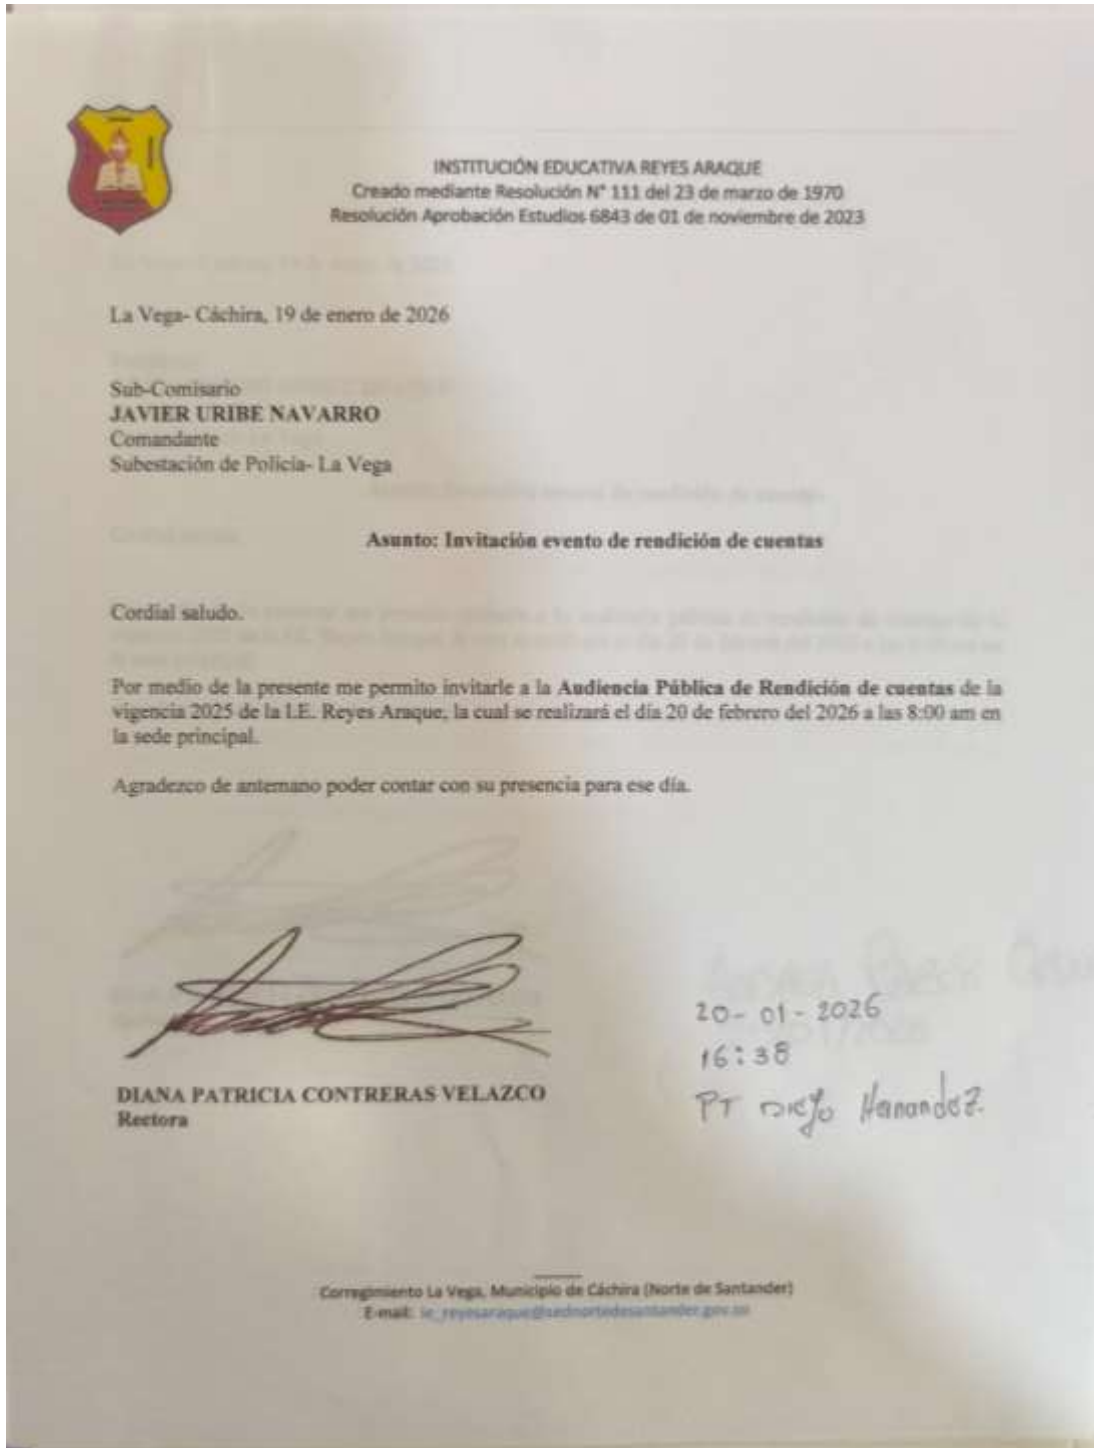 INSTITUCIÓN EDUCATIVA REYES ARAQUE
Creado mediante Resolución N° 111 del 23 de marzo de 1970
Resolución Aprobación Estudios 6843 de 01 de noviembre de 2023
La Vega- Cáchira, 19 de enero de 2026
Sub-Comisario
JAVIER URIBE NAVARRO
Comandante
Subestación de Policía- La Vega
Asunto: Invitación evento de rendición de cuentas
Cordial saludo.
Por medio de la presente me permito invitarle a la Audiencia Pública de Rendición de cuentas de la
vigencia 2025 de la I.E. Reyes Araque, la cual se realizará el día 20 de febrero del 2026 a las 8:00 am en
la sede principal.
Agradezco de antemano poder contar con su presencia para ese día.
20-01-2026
16:38
PT Diego Hernandez.
DIANA PATRICIA CONTRERAS VELAZCO
Rectora
Corregimiento La Vega, Municipio de Cáchira (Norte de Santander)
E-mail: ie_reyesaraque@sednortedesantander.gov.co